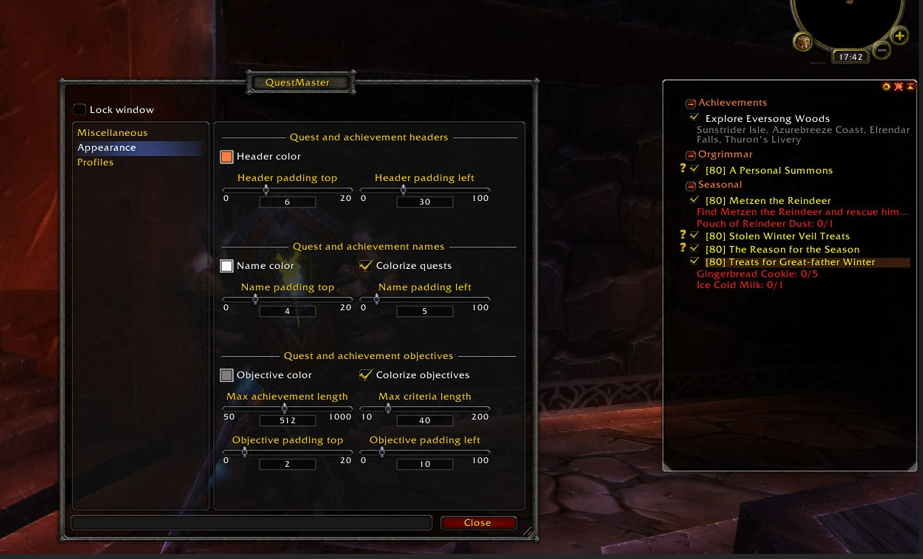 17:42
QuestMaster
Lock window
Miscellaneous
Appearance
Profiles
Quest and achievement headers
Header color
Header padding top
Header padding left
0 6 20
0 30 100
Quest and achievement names
Name color
Colorize quests
Name padding top
Name padding left
0 4 20
0 5 100
Quest and achievement objectives
Objective color
Colorize objectives
Max achievement length
Max criteria length
50 512 1000
10 40 200
Objective padding top
Objective padding left
0 2 20
0 10 100
Close
Achievements
Explore Eversong Woods
Sunstrider Isle, Azurebreeze Coast, Elrendar
Falls, Thuron's Livery
Orgrimmar
? [80] A Personal Summons
Seasonal
[80] Metzen the Reindeer
Find Metzen the Reindeer and rescue him...
Pouch of Reindeer Dust: 0/1
? [80] Stolen Winter Veil Treats
? [80] The Reason for the Season
[80] Treats for Great-father Winter
Gingerbread Cookie: 0/5
Ice Cold Milk: 0/1